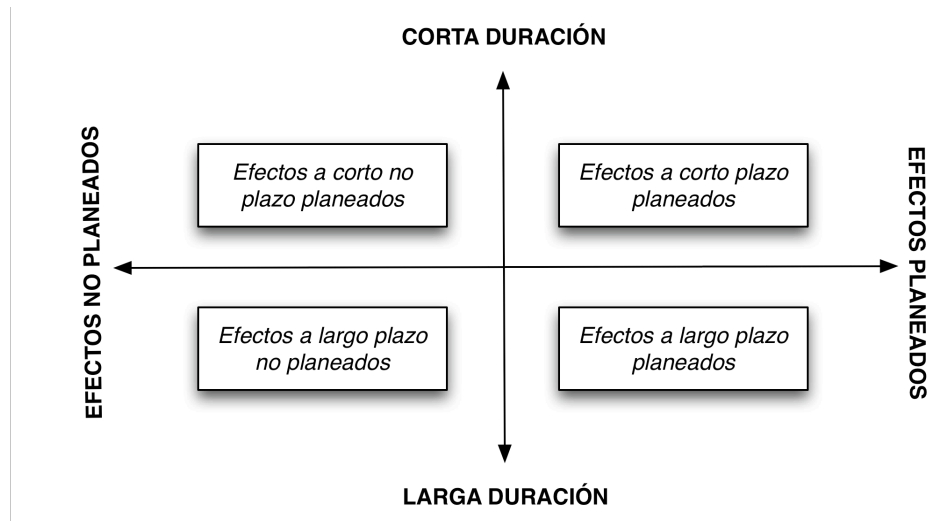 CORTA DURACIÓN
EFECTOS NO PLANEADOS
Efectos a corto no
plazo planeados
Efectos a corto plazo
planeados
EFECTOS PLANEADOS
Efectos a largo plazo
no planeados
Efectos a largo plazo
planeados
LARGA DURACIÓN